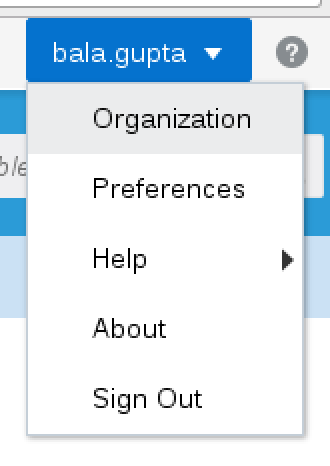 bala.gupta
?
Organization
Preferences
Help
About
Sign Out